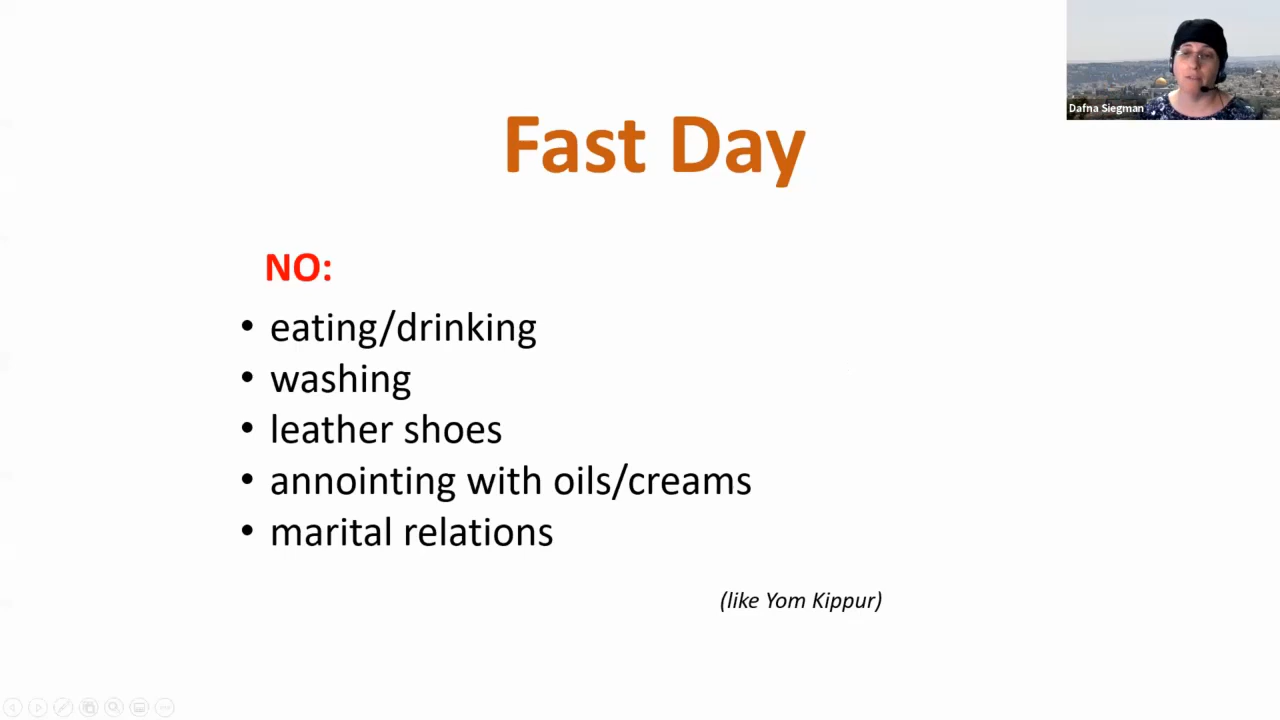 Dafna Siegman
Fast Day
NO:
• eating/drinking
• washing
• leather shoes
• annointing with oils/creams
• marital relations
(like Yom Kippur)